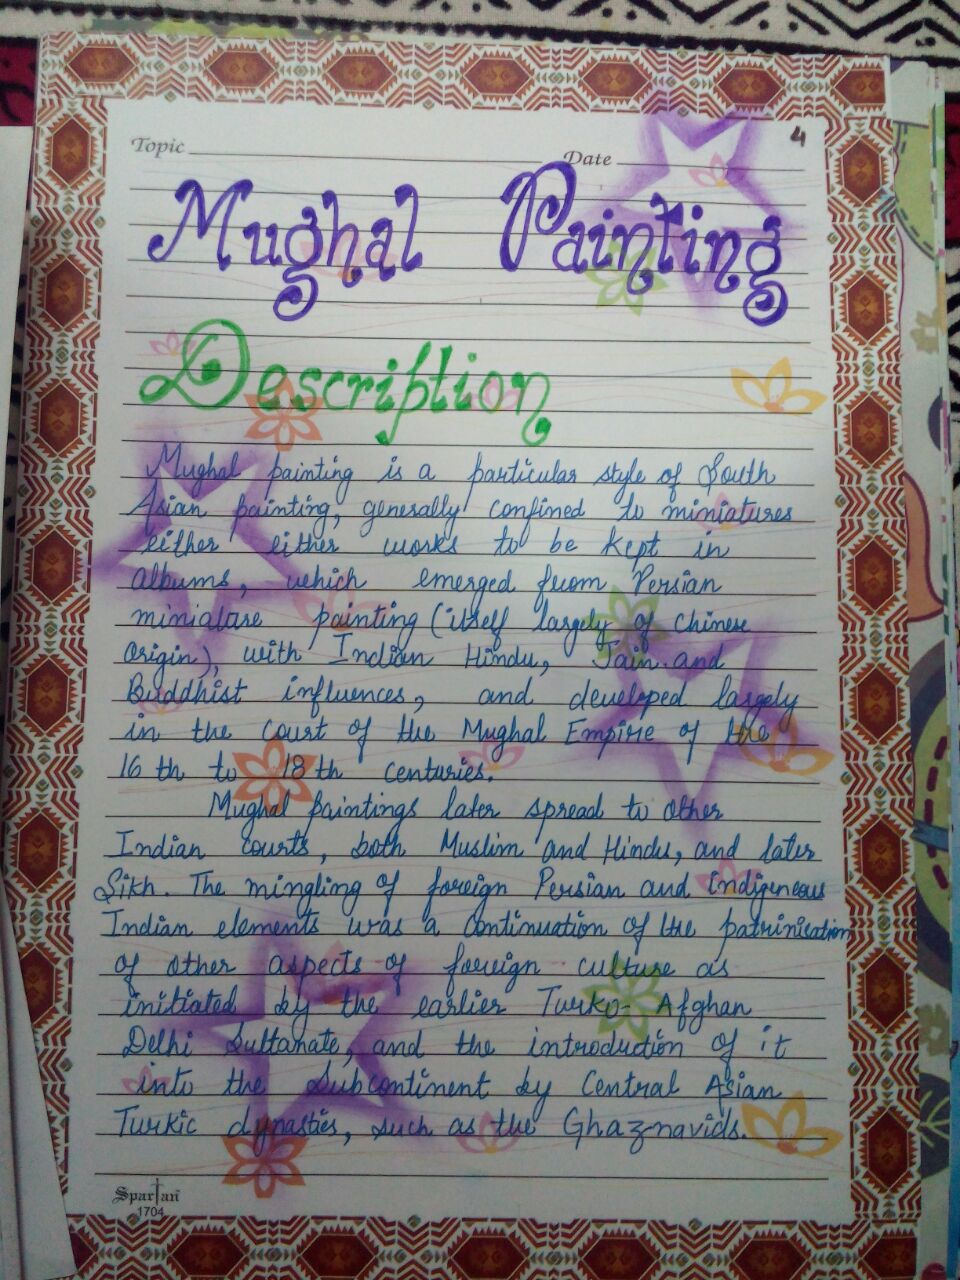 4
Topic
Date
Mughal Painting
Description
Mughal painting is a particular style of South
Asian painting, generally confined to miniatures
either either works to be kept in
albums, which emerged from Persian
miniature painting (itself largely of Chinese
origin), with Indian Hindu, Jain and
Buddhist influences, and developed largely
in the court of the Mughal Empire of the
16 th to 18 th centuries.
Mughal paintings later spread to other
Indian courts, both Muslim and Hindu, and later
Sikh. The mingling of foreign Persian and indigeneous
Indian elements was a continuation of the patrinisation
of other aspects of foreign culture as
initiated by the earlier Turko-Afghan
Delhi Sultanate, and the introduction of it
into the Subcontinent by Central Asian
Turkic dynasties, such as the Ghaznavids.
Spartan
1704